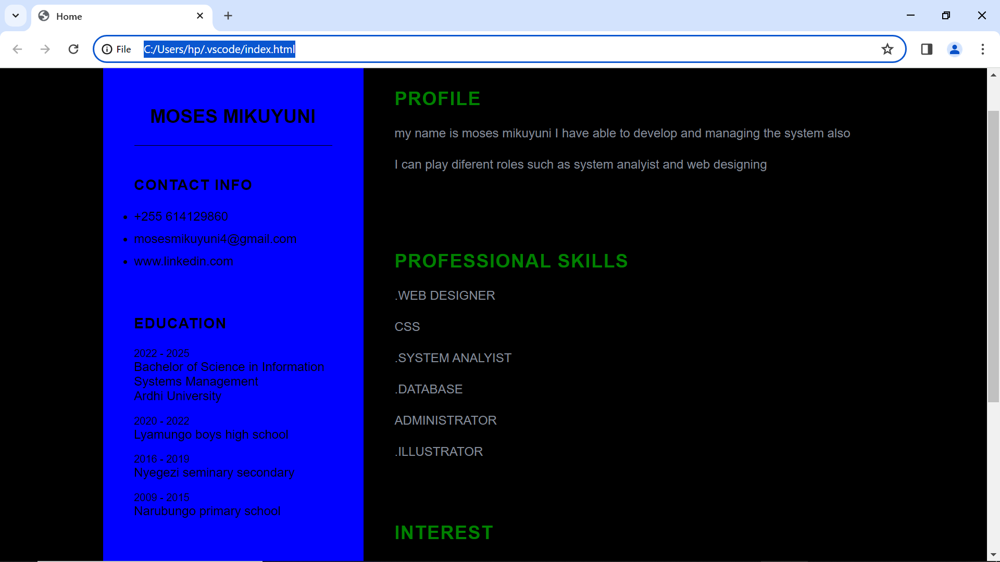 Home
File
C:/Users/hp/.vscode/index.html
MOSES MIKUYUNI
CONTACT INFO
+255 614129860
mosesmikuyuni4@gmail.com
www.linkedin.com
EDUCATION
2022 - 2025
Bachelor of Science in Information
Systems Management
Ardhi University
2020 - 2022
Lyamungo boys high school
2016 - 2019
Nyegezi seminary secondary
2009 - 2015
Narubungo primary school
PROFILE
my name is moses mikuyuni I have able to develop and managing the system also
I can play diferent roles such as system analyist and web designing
PROFESSIONAL SKILLS
.WEB DESIGNER
CSS
.SYSTEM ANALYIST
.DATABASE
ADMINISTRATOR
.ILLUSTRATOR
INTEREST